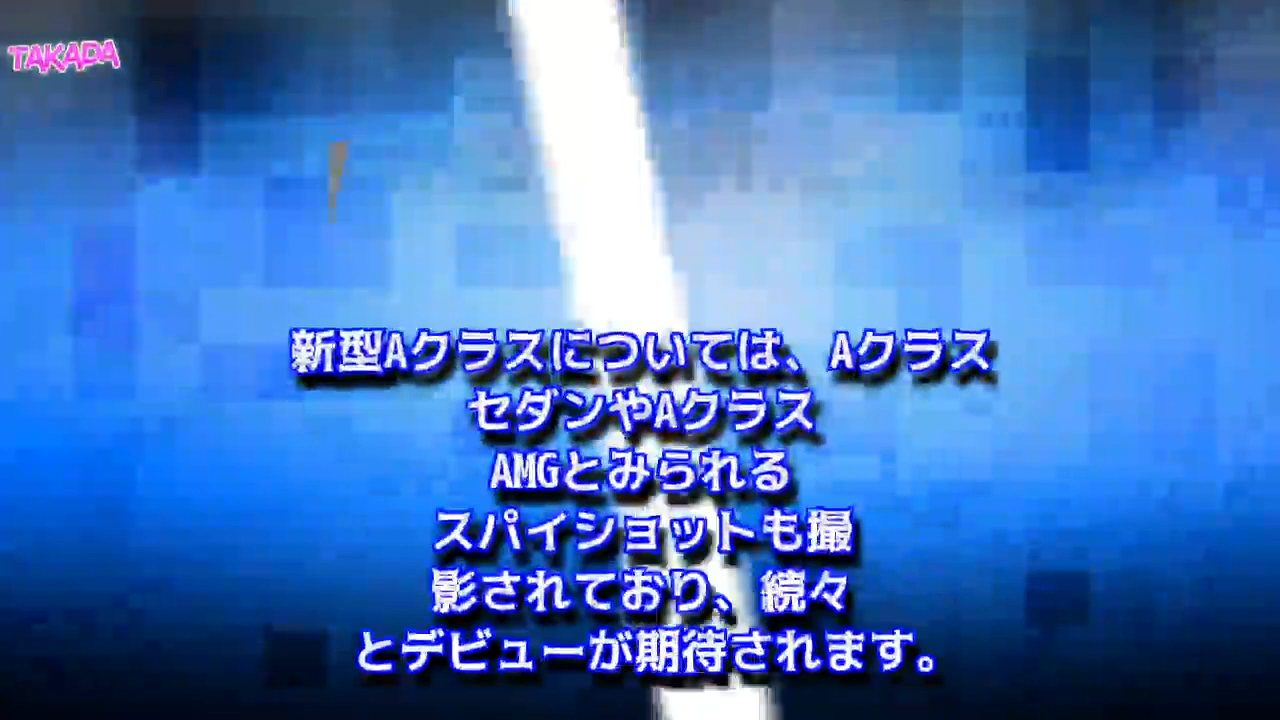 TAKADA
新型Aクラスについては、Aクラス
セダンやAクラス
AMGとみられる
スパイショットも撮
影されており、続々
とデビューが期待されます。